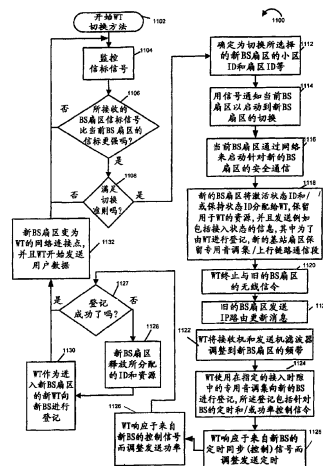 1100
开始WT
切换方法
1102
监控
信标信号
1104
所接收的
BS扇区信标信号
比当前BS扇区的
信标更强吗?
1106
否
是
满足
切换
准则吗?
1108
否
是
确定为切换所选择
的新BS扇区的小区
ID和扇区ID等
1112
用信号通知当前BS
扇区以启动到新BS
扇区的切换
1114
当前BS扇区通过网络
来启动针对新的BS
扇区的安全通信
1116
新的BS扇区将激活状态ID和/
或保持状态ID分配给WT,保留
用于WT的资源,并且发送例如
包括接入状态的信息,其中为了
由WT进行登记,新的基站扇区保
留专用音调集/上行链路通信段
1118
WT终止与旧的BS扇区
的无线信令
1120
旧的BS扇区发送
IP路由更新消息
WT将接收机和发送机滤波器
调整到新BS扇区的频带
1122
WT使用在指定的接入时隙
中的专用音调集向新的BS
进行登记,所述登记包括针对
BS的定时和/或功率控制信令
WT响应于来自新BS的
定时同步(控制)信号而
调整发送定时
1125
WT响应于来自
新BS的控制信号
而调整发送功率
1126
登记
成功了吗?
1127
否
是
新BS扇区
释放所分配
的ID和资源
1128
WT作为进
入新BS扇区
的新WT向
新BS进行
登记
1130
新BS扇区变为
WT的网络连接点,
并且WT开始发送
用户数据
1132